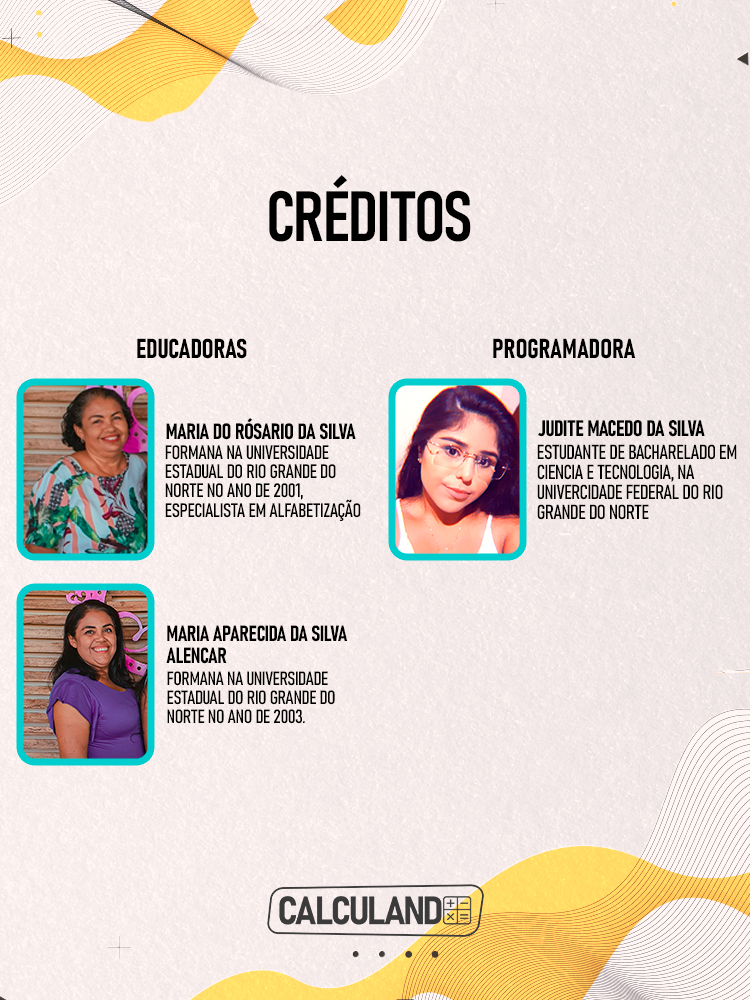 CRÉDITOS
EDUCADORAS
MARIA DO RÓSARIO DA SILVA
FORMANA NA UNIVERSIDADE
ESTADUAL DO RIO GRANDE DO
NORTE NO ANO DE 2001,
ESPECIALISTA EM ALFABETIZAÇÃO
MARIA APARECIDA DA SILVA
ALENCAR
FORMANA NA UNIVERSIDADE
ESTADUAL DO RIO GRANDE DO
NORTE NO ANO DE 2003.
PROGRAMADORA
JUDITE MACEDO DA SILVA
ESTUDANTE DE BACHARELADO EM
CIENCIA E TECNOLOGIA, NA
UNIVERCIDADE FEDERAL DO RIO
GRANDE DO NORTE
CALCULAND